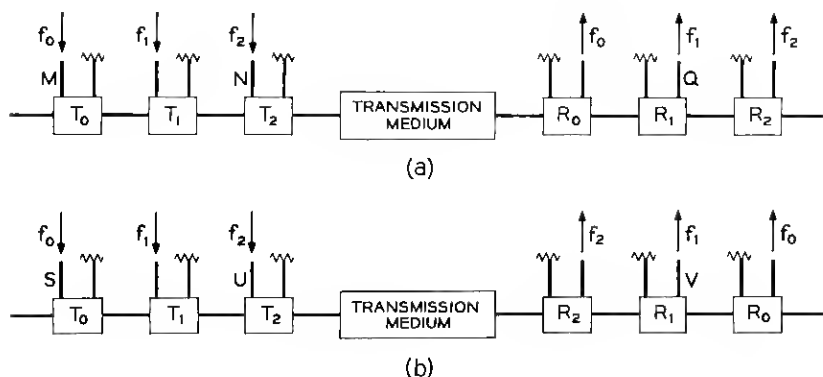 f₀ f₁ f₂ f₀ f₁ f₂
M N Q
T₀ T₁ T₂ TRANSMISSION MEDIUM R₀ R₁ R₂
(a)
f₀ f₁ f₂ f₂ f₁ f₀
S U V
T₀ T₁ T₂ TRANSMISSION MEDIUM R₂ R₁ R₀
(b)